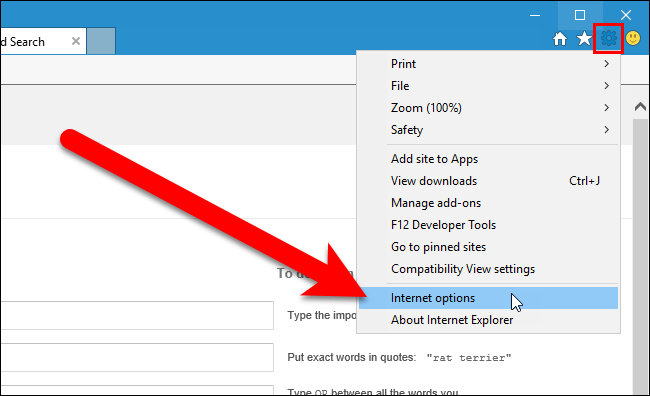 d Search
Print
File
Zoom (100%)
Safety
Add site to Apps
View downloads Ctrl+J
Manage add-ons
F12 Developer Tools
Go to pinned sites
Compatibility View settings
Internet options
About Internet Explorer
To d
Type the impo
Put exact words in quotes: "rat terrier"
Type OR between all the words you